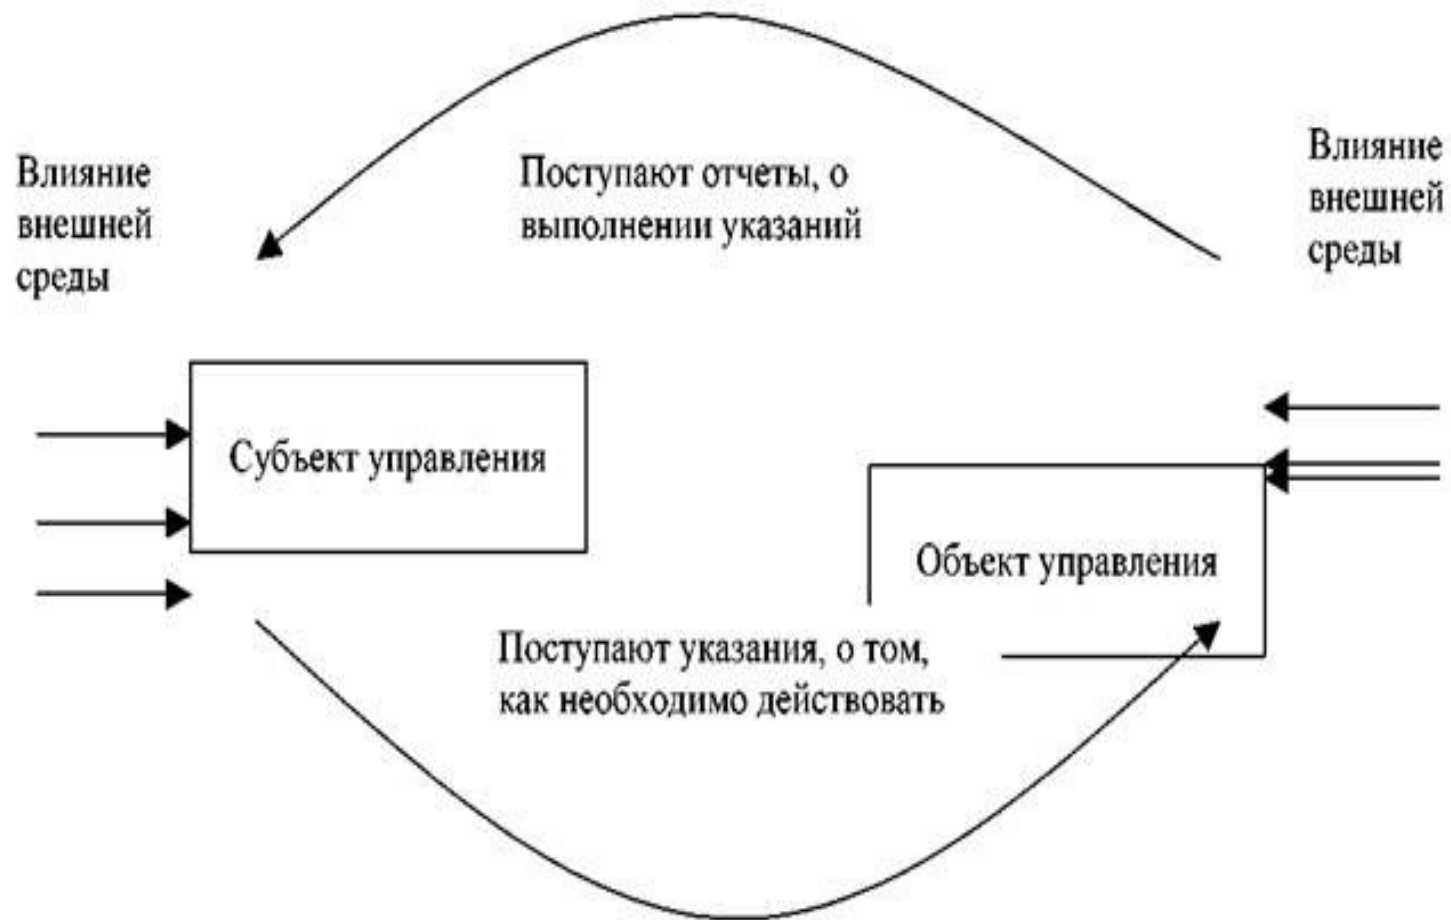 Влияние
внешней
среды
Поступают отчеты, о
выполнении указаний
Влияние
внешней
среды
Субъект управления
Объект управления
Поступают указания, о том,
как необходимо действовать